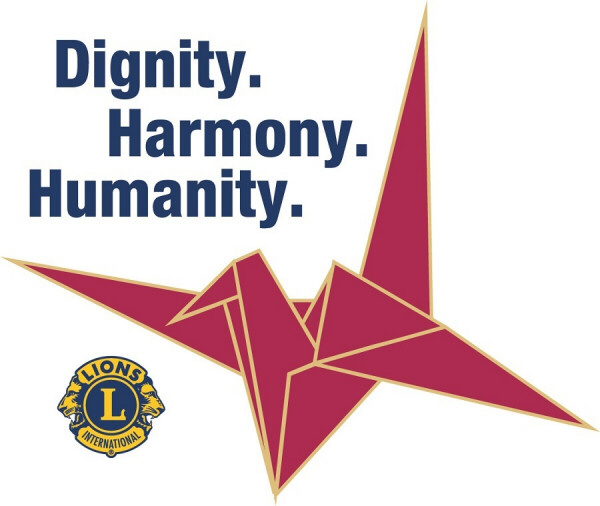 Dignity.
Harmony.
Humanity.
LIONS
L
INTERNATIONAL
®